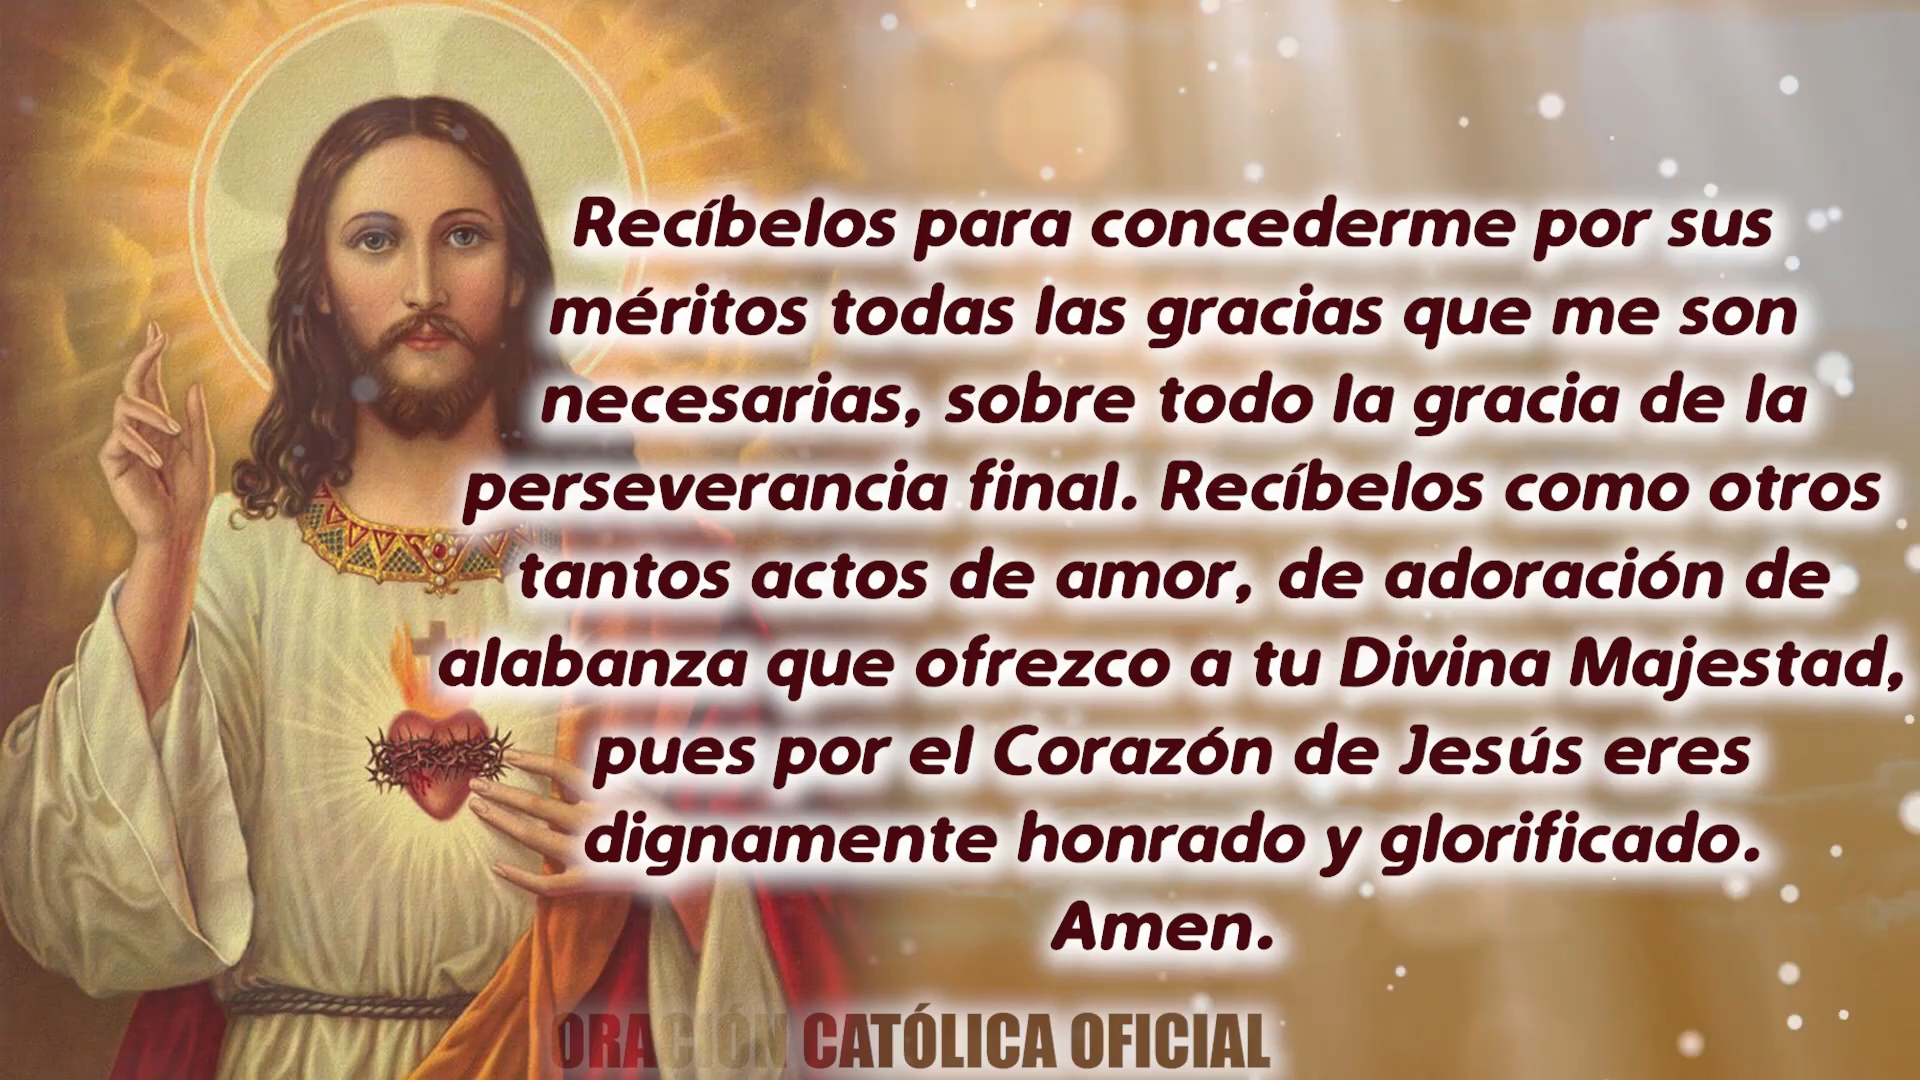 Recíbelos para concederme por sus
méritos todas las gracias que me son
necesarias, sobre todo la gracia de la
perseverancia final. Recíbelos como otros
tantos actos de amor, de adoración de
alabanza que ofrezco a tu Divina Majestad,
pues por el Corazón de Jesús eres
dignamente honrado y glorificado.
Amen.
ORACIÓN CATÓLICA OFICIAL